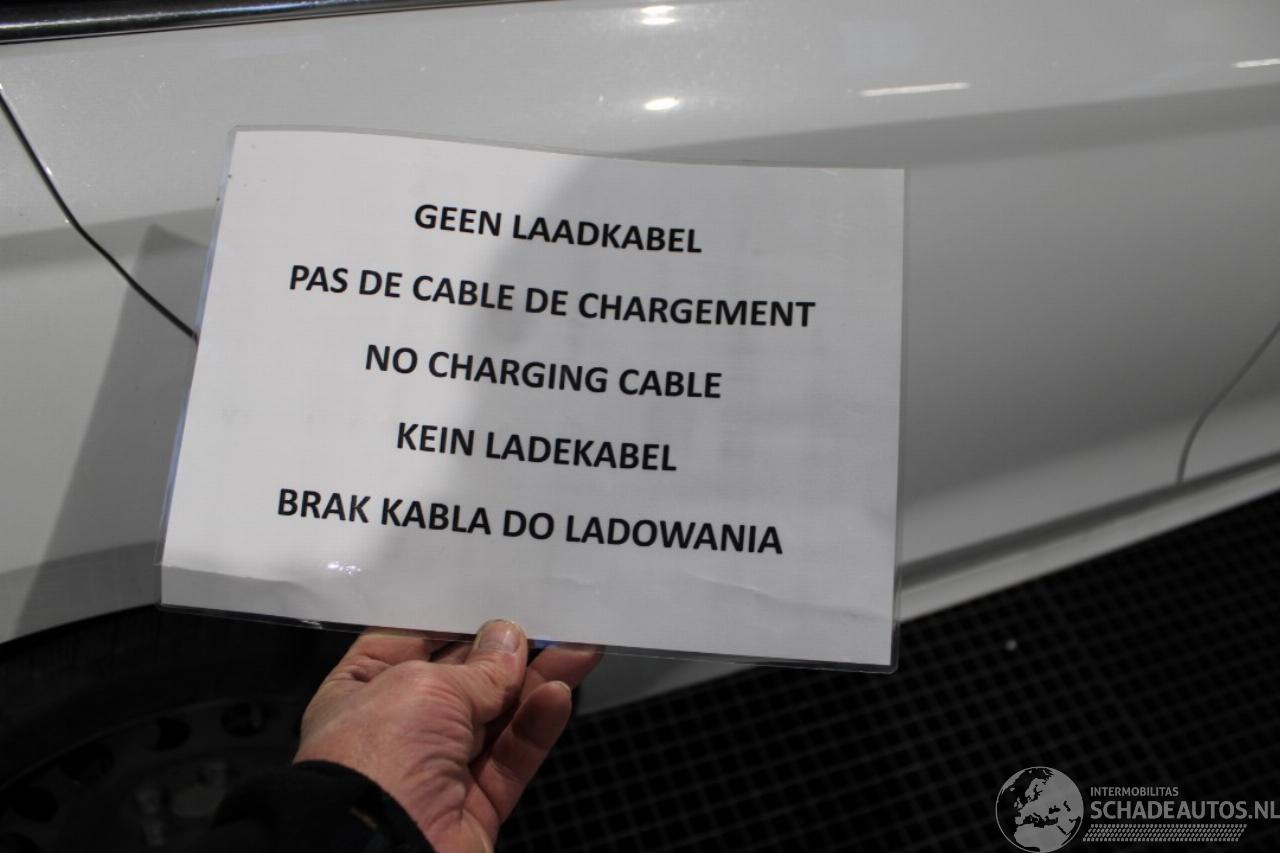 GEEN LAADKABEL
PAS DE CABLE DE CHARGEMENT
NO CHARGING CABLE
KEIN LADEKABEL
BRAK KABLA DO LADOWANIA
INTERMOBILITAS
SCHADEAUTOS.NL